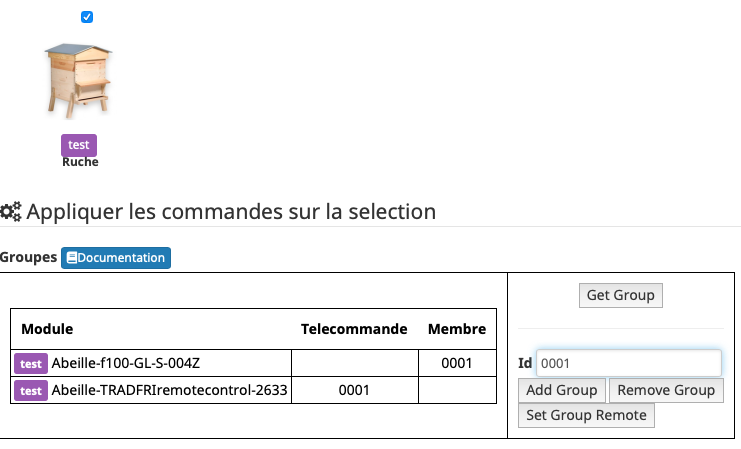 test
Ruche
Appliquer les commandes sur la selection
Groupes Documentation
Get Group
Module Telecommande Membre
test Abeille-f100-GL-S-004Z 0001
test Abeille-TRADFRIremotecontrol-2633 0001
Id 0001
Add Group Remove Group
Set Group Remote